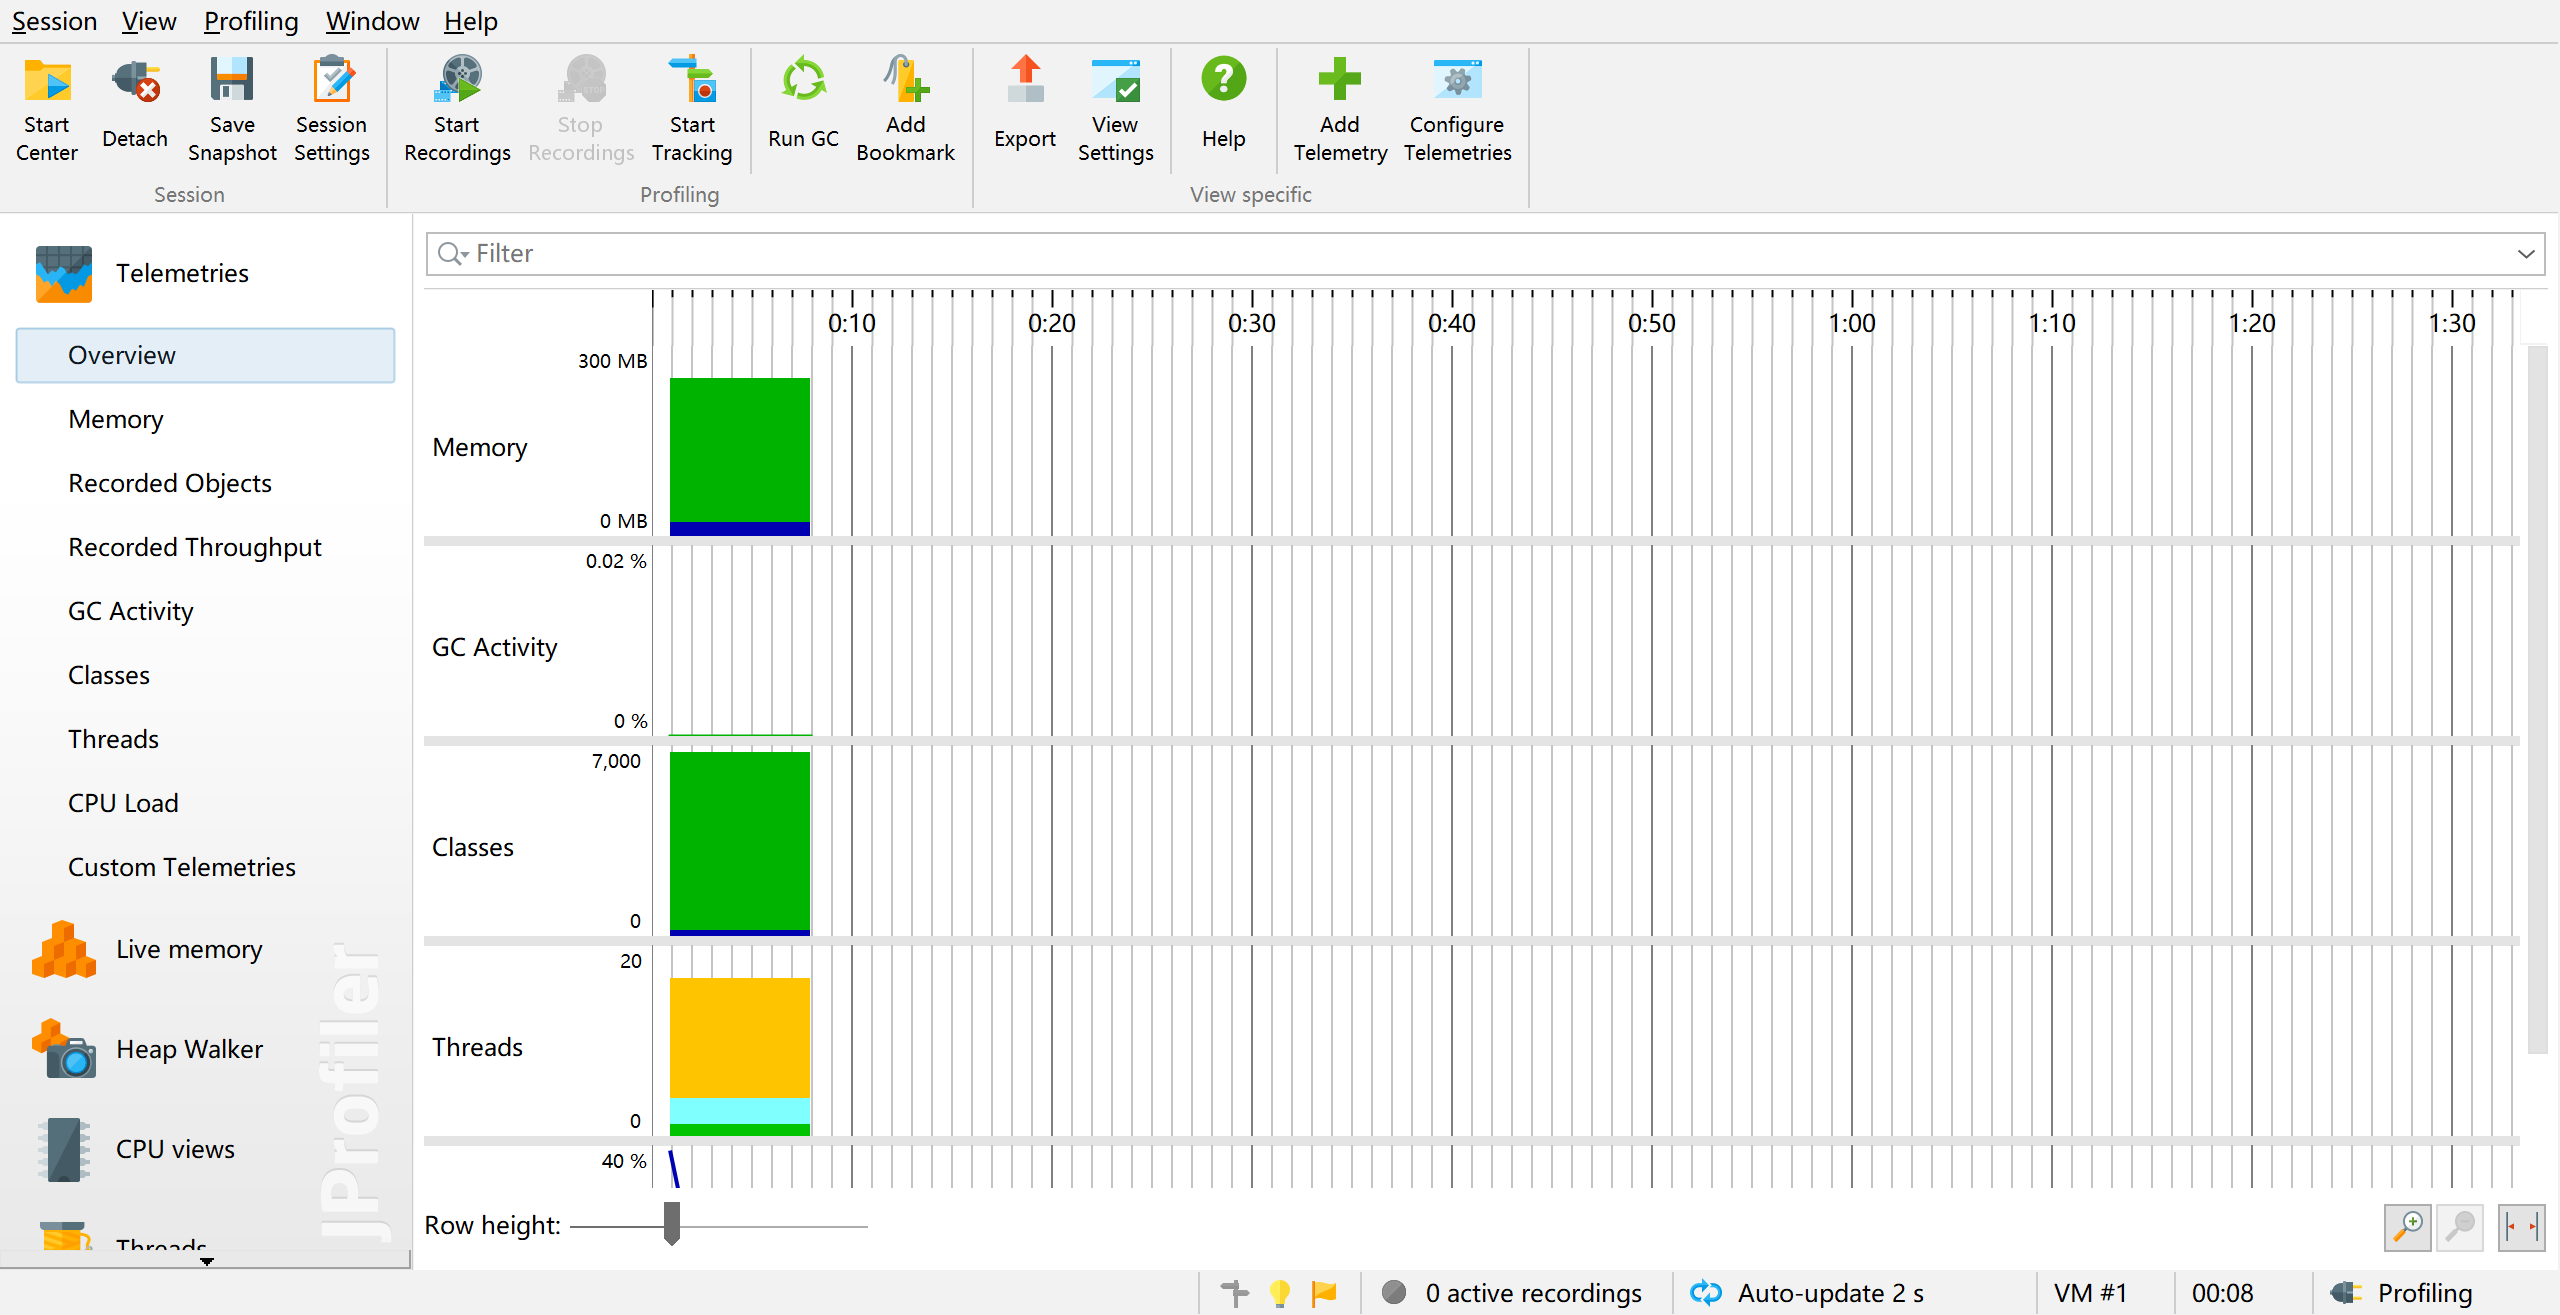 Session View Profiling Window Help
Start Center
Detach
Save Snapshot
Session Settings
Start Recordings
Stop Recordings
Start Tracking
Run GC
Add Bookmark
Export
View Settings
Help
Add Telemetry
Configure Telemetries
Session
Profiling
View specific
Telemetries
Overview
Memory
Recorded Objects
Recorded Throughput
GC Activity
Classes
Threads
CPU Load
Custom Telemetries
Live memory
Heap Walker
CPU views
Threads
JProfiler
Filter
0:10 0:20 0:30 0:40 0:50 1:00 1:10 1:20 1:30
300 MB
Memory
0 MB
0.02 %
GC Activity
0 %
7,000
Classes
0
20
Threads
0
40 %
Row height:
0 active recordings
Auto-update 2 s
VM #1
00:08
Profiling